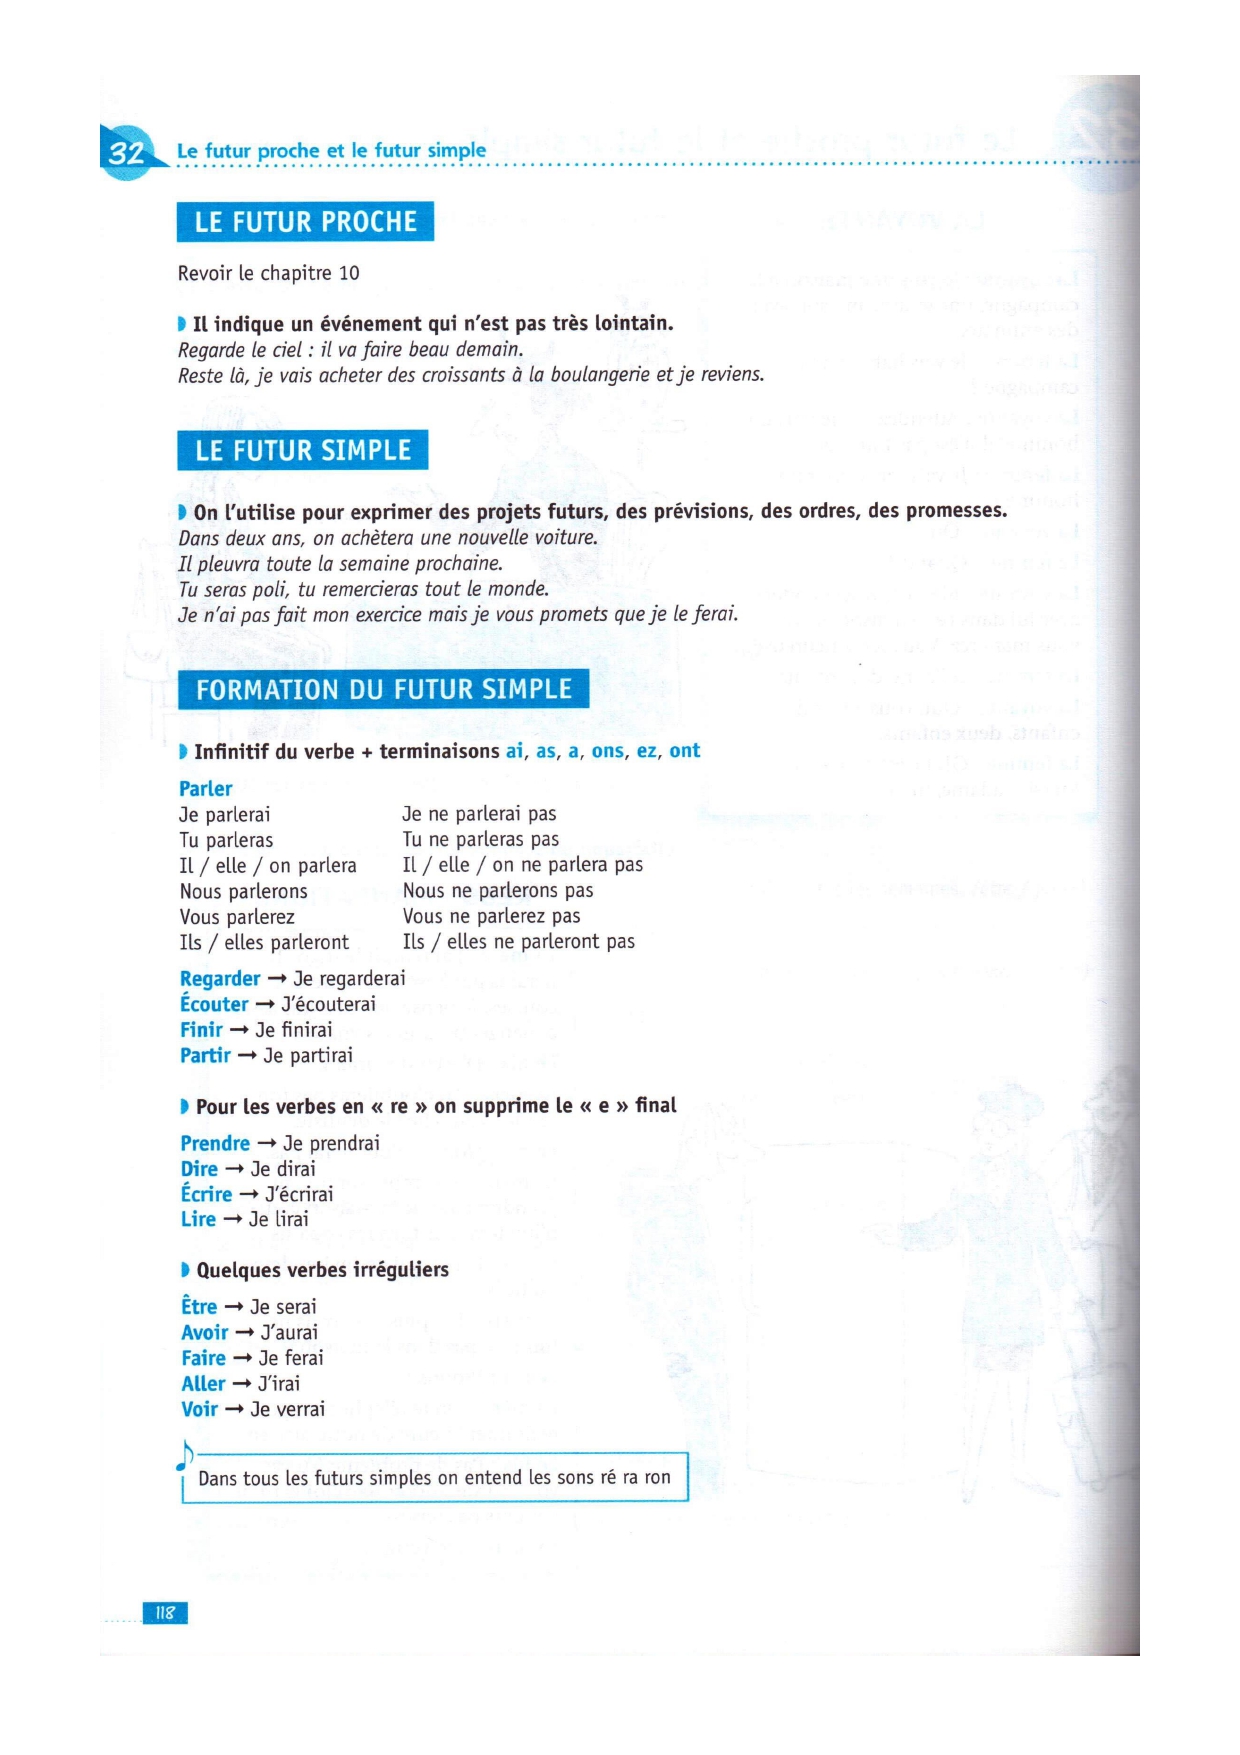 32 Le futur proche et le futur simple
LE FUTUR PROCHE
Revoir le chapitre 10
Il indique un événement qui n'est pas très lointain.
Regarde le ciel : il va faire beau demain.
Reste là, je vais acheter des croissants à la boulangerie et je reviens.
LE FUTUR SIMPLE
On l'utilise pour exprimer des projets futurs, des prévisions, des ordres, des promesses.
Dans deux ans, on achètera une nouvelle voiture.
Il pleuvra toute la semaine prochaine.
Tu seras poli, tu remercieras tout le monde.
Je n'ai pas fait mon exercice mais je vous promets que je le ferai.
FORMATION DU FUTUR SIMPLE
Infinitif du verbe + terminaisons ai, as, a, ons, ez, ont
Parler
Je parlerai Je ne parlerai pas
Tu parleras Tu ne parleras pas
Il / elle / on parlera Il / elle / on ne parlera pas
Nous parlerons Nous ne parlerons pas
Vous parlerez Vous ne parlerez pas
Ils / elles parleront Ils / elles ne parleront pas
Regarder → Je regarderai
Écouter → J'écouterai
Finir → Je finirai
Partir → Je partirai
Pour les verbes en « re » on supprime le « e » final
Prendre → Je prendrai
Dire → Je dirai
Écrire → J'écrirai
Lire → Je lirai
Quelques verbes irréguliers
Être → Je serai
Avoir → J'aurai
Faire → Je ferai
Aller → J'irai
Voir → Je verrai
Dans tous les futurs simples on entend les sons ré ra ron
118